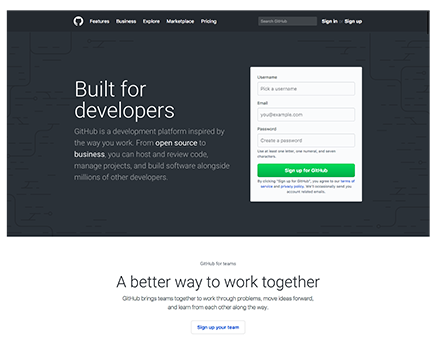 Features Business Explore Marketplace Pricing Search GitHub Sign in or Sign up
Built for
developers
GitHub is a development platform inspired by
the way you work. From open source to
business, you can host and review code,
manage projects, and build software alongside
millions of other developers.
Username
Pick a username
Email
you@example.com
Password
Create a password
Use at least one letter, one numeral, and seven
characters.
Sign up for GitHub
By clicking "Sign up for GitHub", you agree to our terms of
service and privacy policy. We'll occasionally send you
account related emails.
GitHub for teams
A better way to work together
GitHub brings teams together to work through problems, move ideas forward,
and learn from each other along the way.
Sign up your team